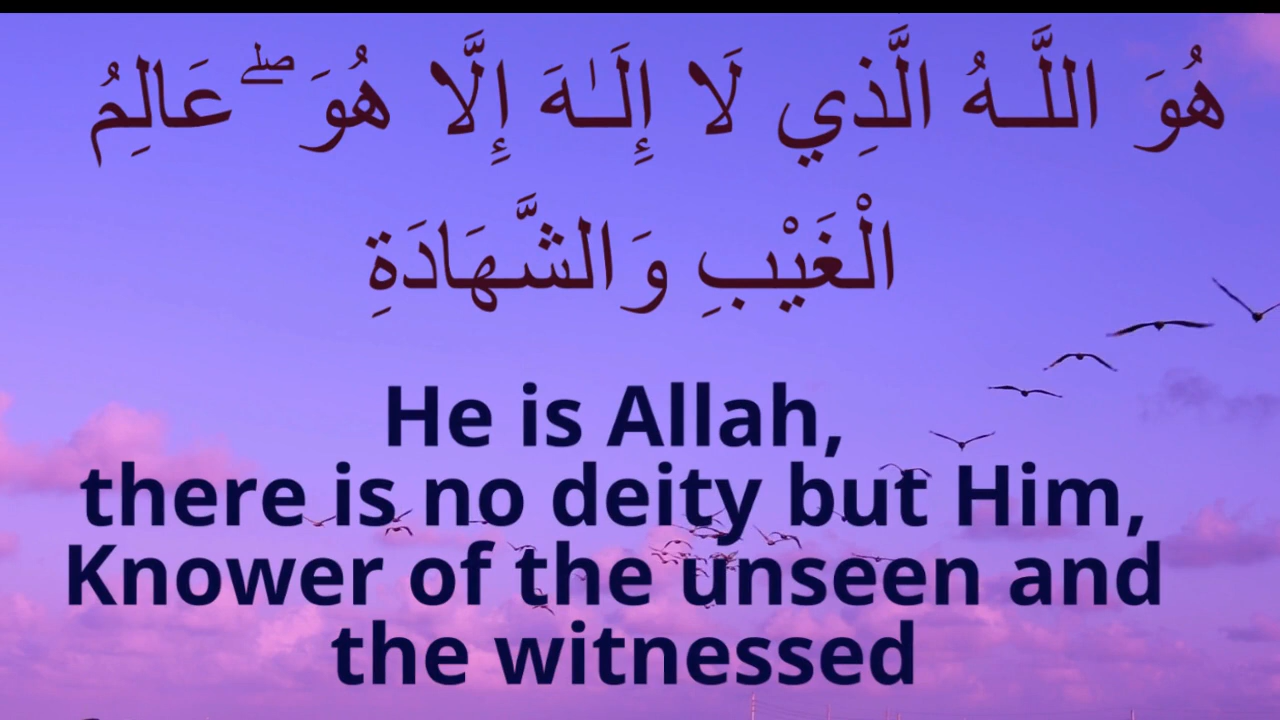 هُوَ اللَّـهُ الَّذِي لَا إِلَـٰهَ إِلَّا هُوَ ۖ عَالِمُ
الْغَيْبِ وَالشَّهَادَةِ
He is Allah,
there is no deity but Him,
Knower of the unseen and
the witnessed